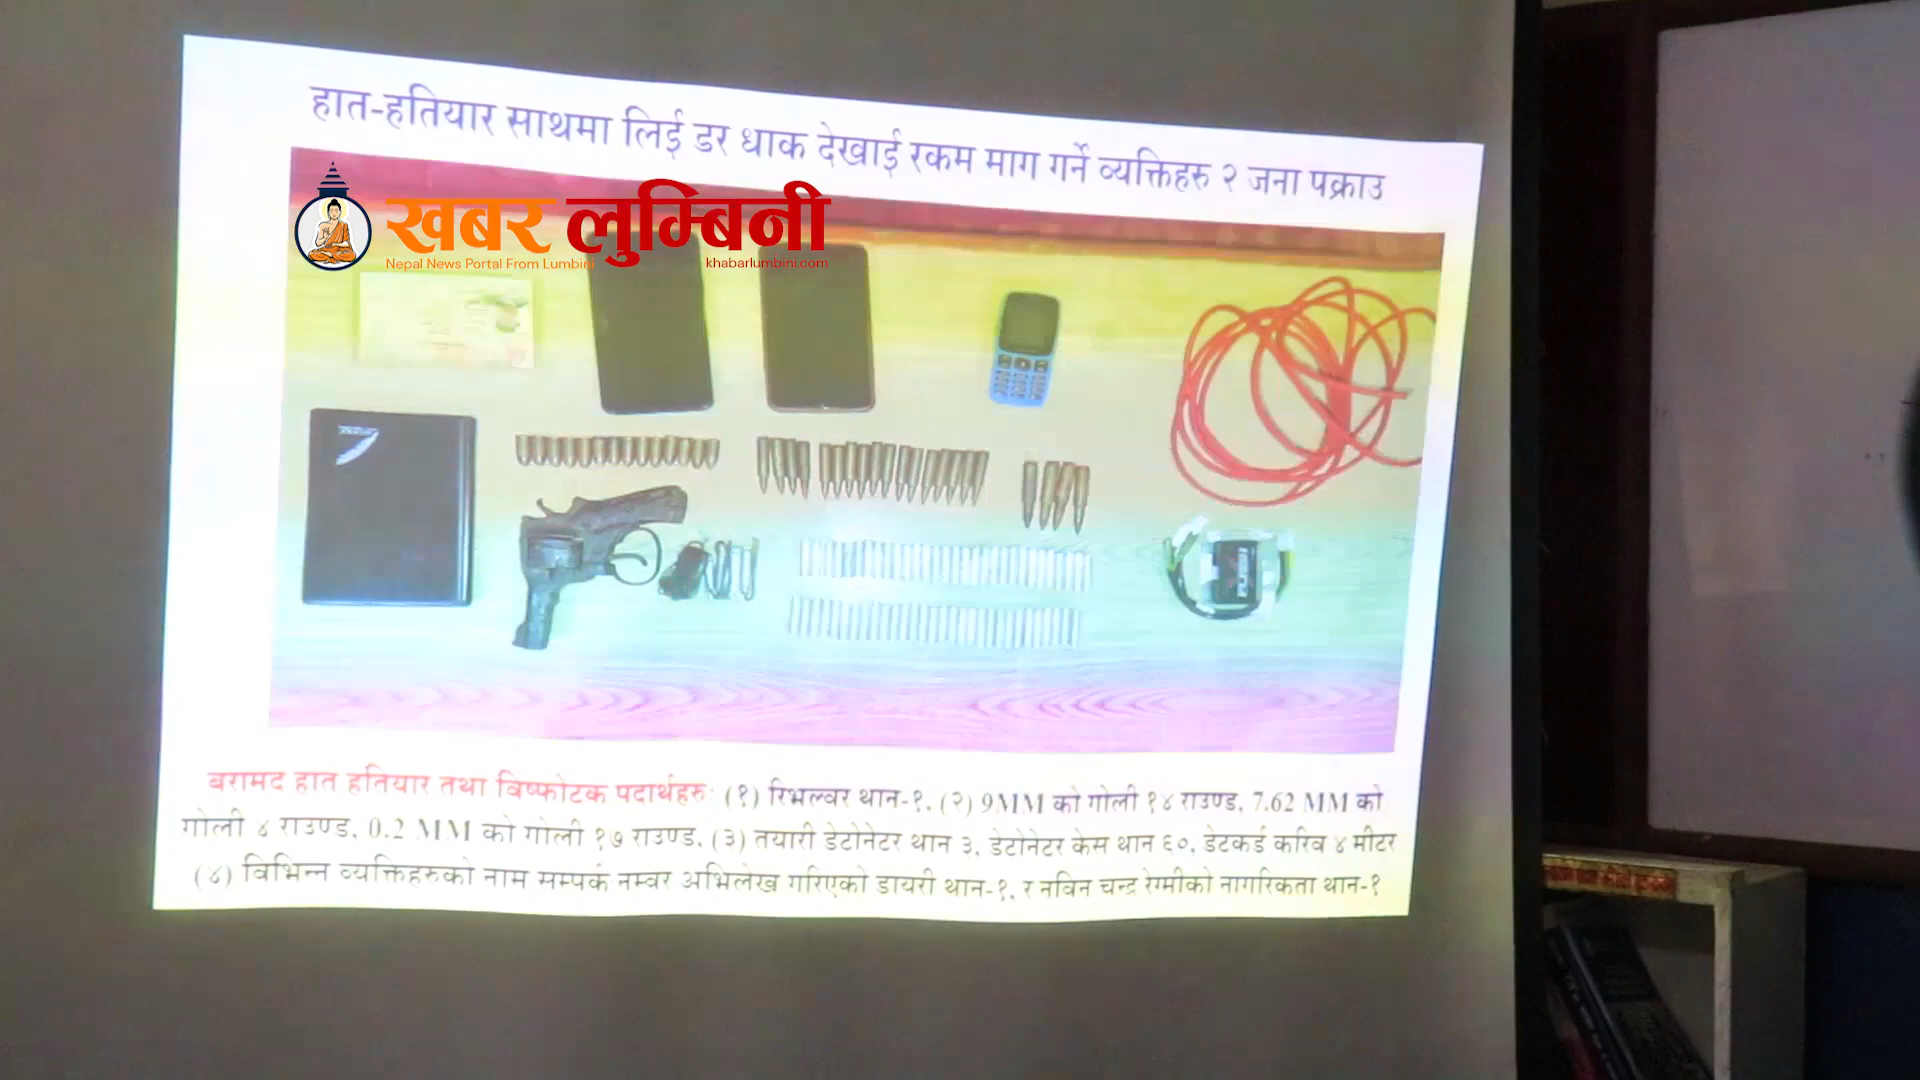 हात-हतियार साथमा लिई डर धाक देखाई रकम माग गर्ने व्यक्तिहरु २ जना पक्राउ
खबर लुम्बिनी
Nepal News Portal From Lumbini
khabarlumbini.com
बरामद हात हतियार तथा विष्फोटक पदार्थहरुः (१) रिभल्वर थान-१, (२) 9MM को गोली १४ राउण्ड, 7.62 MM को
गोली ४ राउण्ड, 0.2 MM को गोली १७ राउण्ड, (३) तयारी डेटोनेटर थान ३, डेटोनेटर केस थान ६०, डेटकर्ड करिव ४ मीटर
(४) विभिन्न व्यक्तिहरुको नाम सम्पर्क नम्वर अभिलेख गरिएको डायरी थान-१, र नविन चन्द्र रेग्मीको नागरिकता थान-१